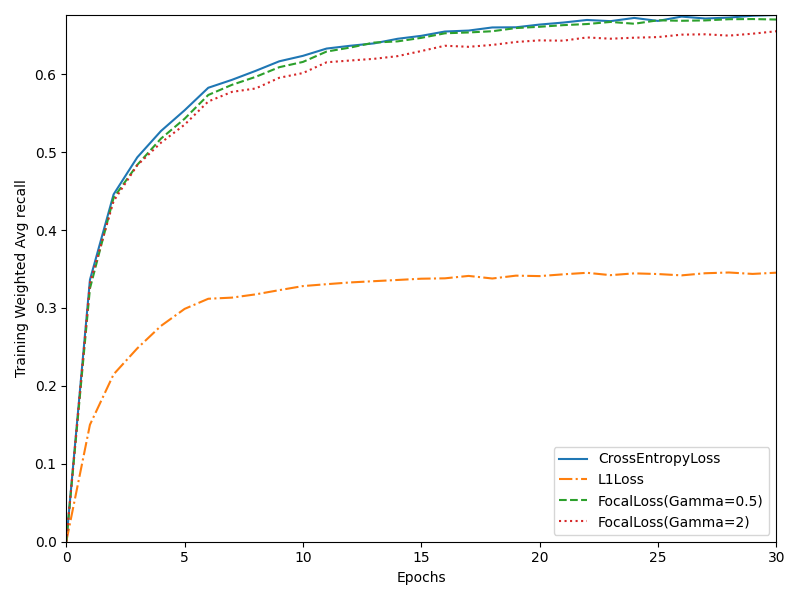 Training Weighted Avg recall
0.6
0.5
0.4
0.3
0.2
0.1
0.0
0 5 10 15 20 25 30
Epochs
CrossEntropyLoss
L1Loss
FocalLoss(Gamma=0.5)
FocalLoss(Gamma=2)